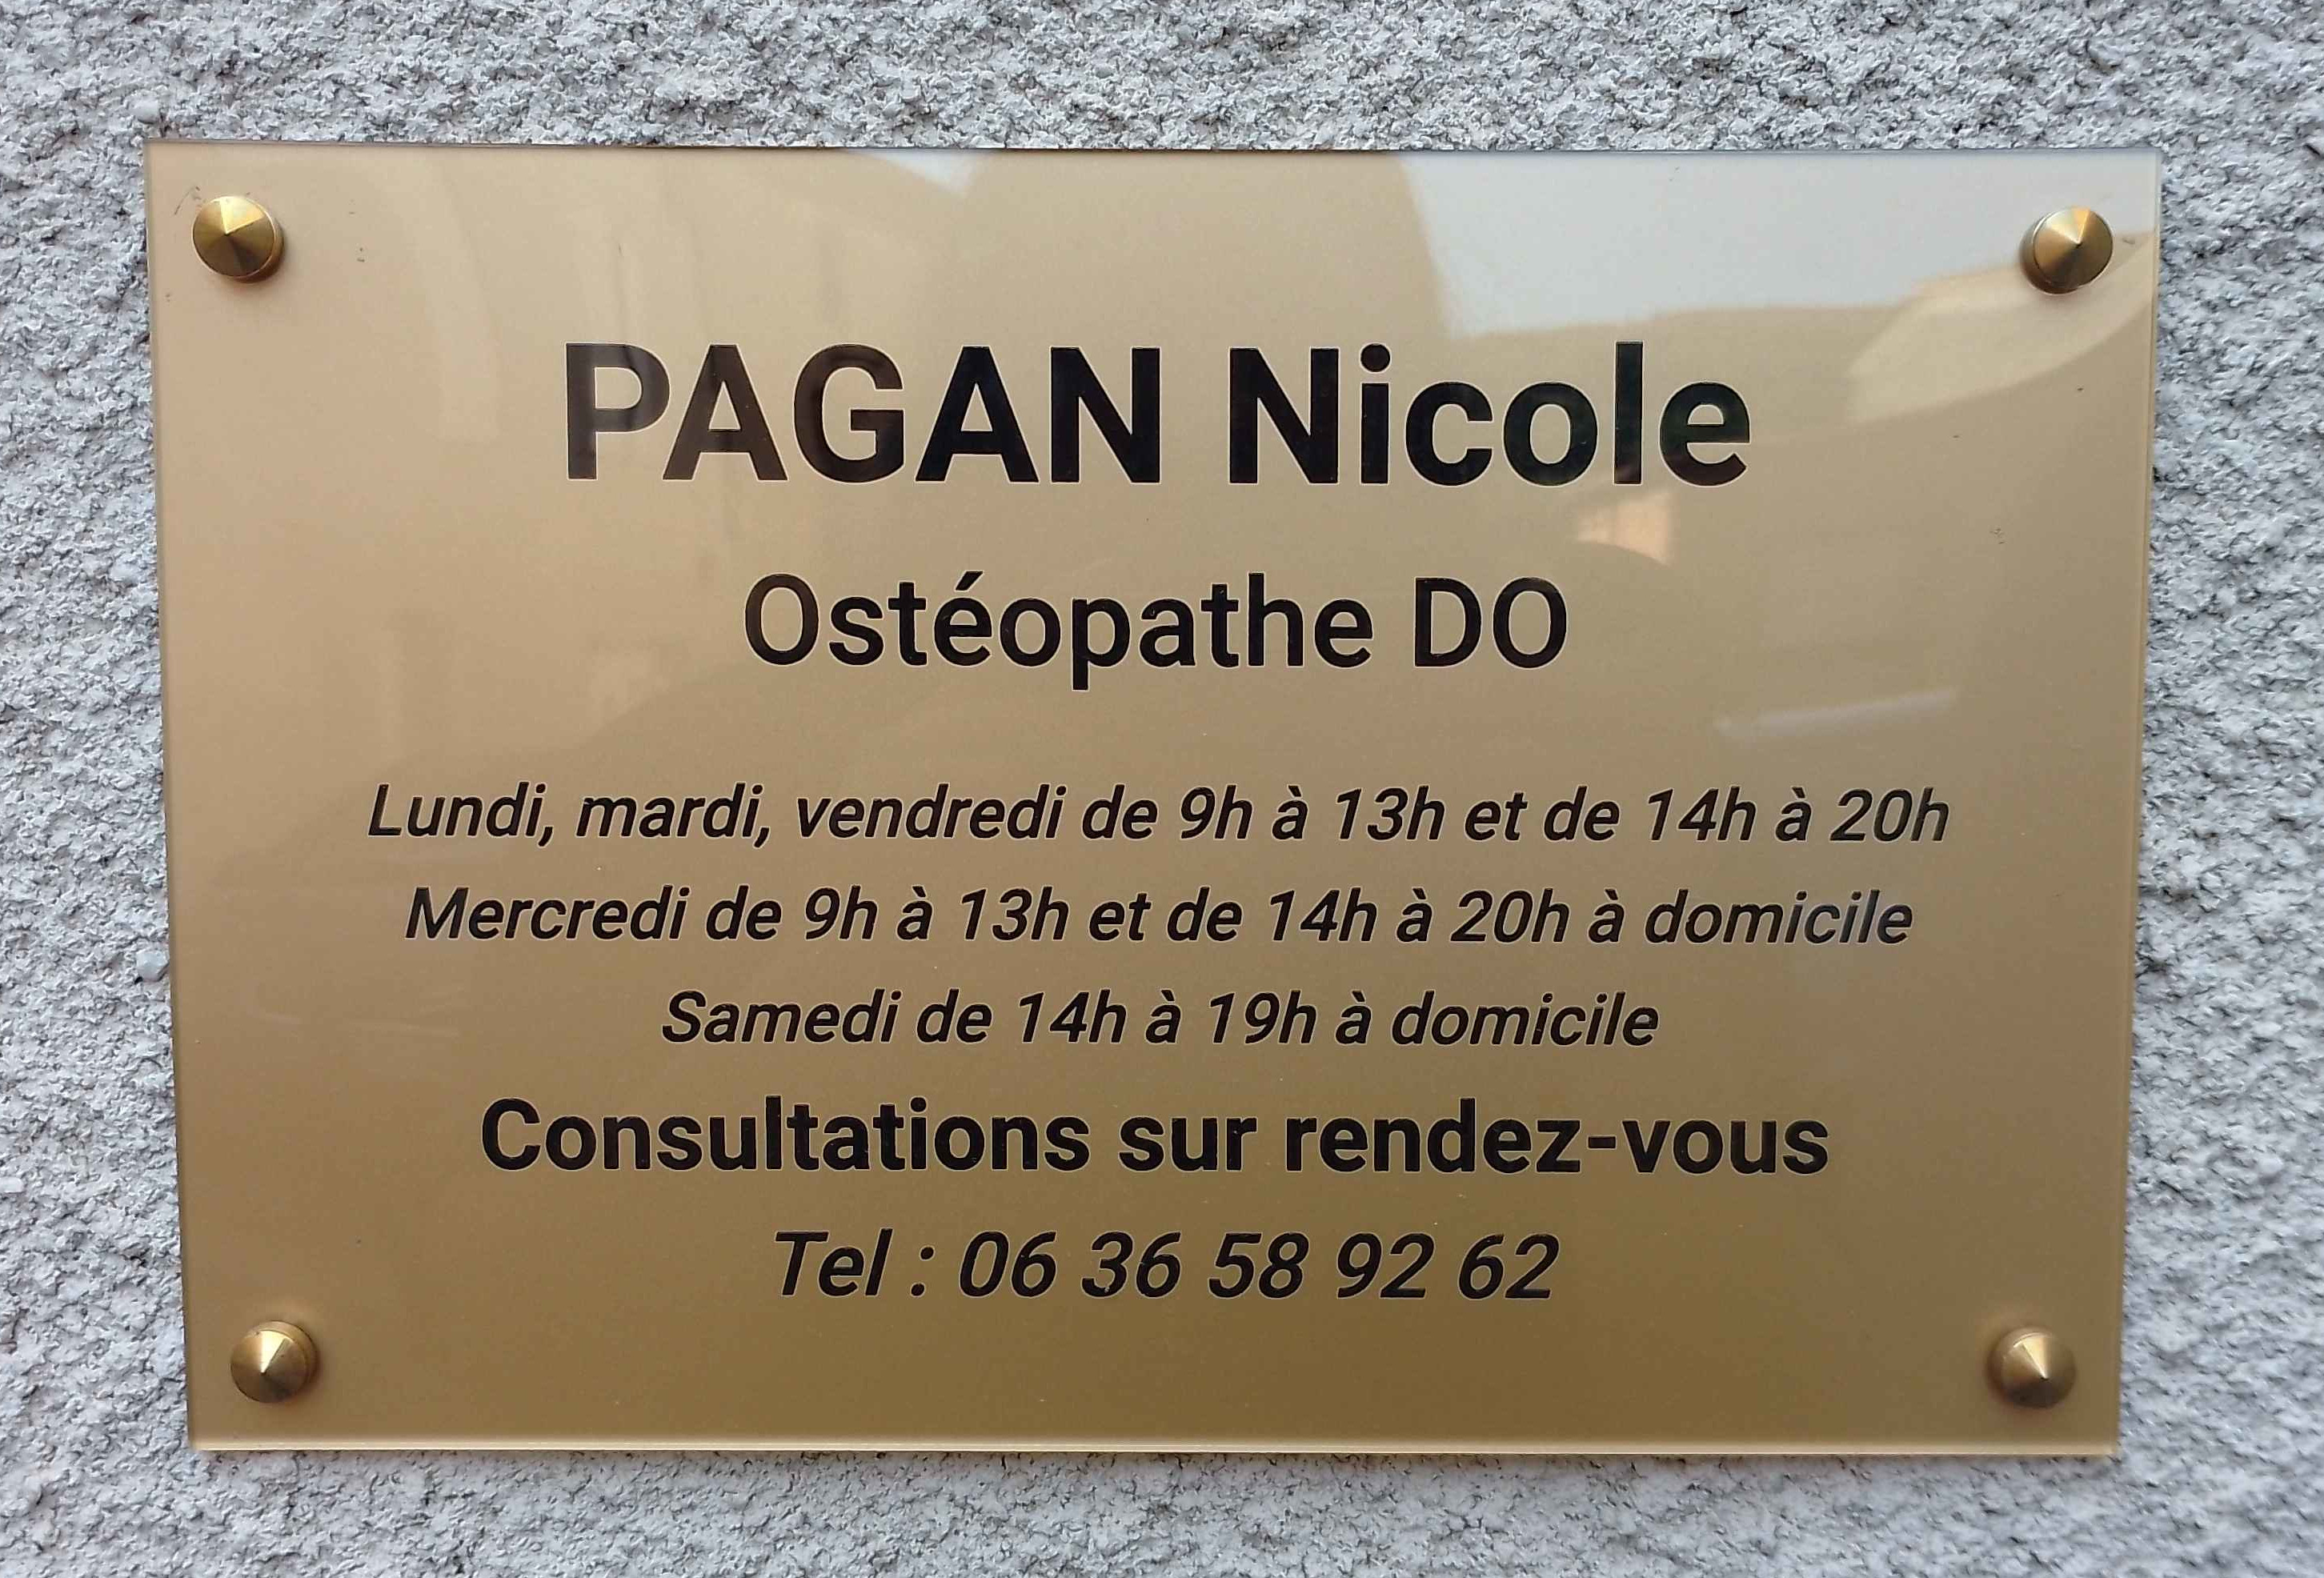 PAGAN Nicole
Ostéopathe DO
Lundi, mardi, vendredi de 9h à 13h et de 14h à 20h
Mercredi de 9h à 13h et de 14h à 20h à domicile
Samedi de 14h à 19h à domicile
Consultations sur rendez-vous
Tel : 06 36 58 92 62